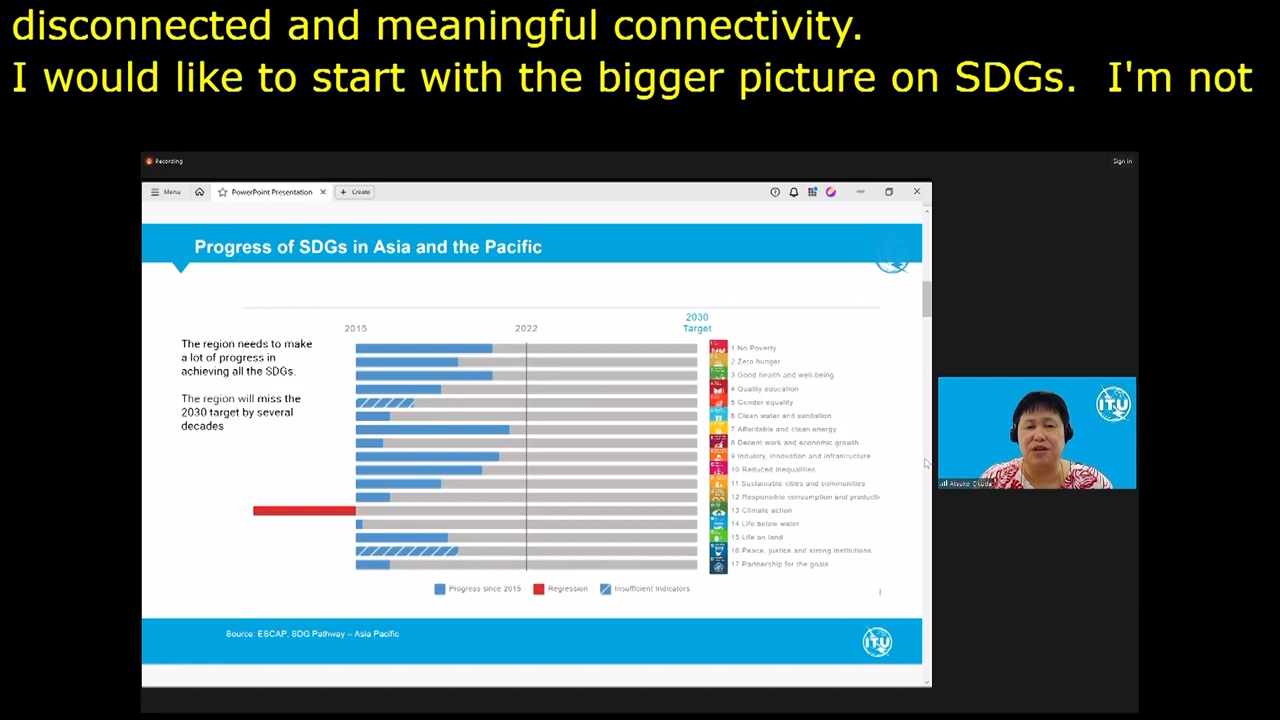 disconnected and meaningful connectivity.
I would like to start with the bigger picture on SDGs.  I'm not
Recording
Sign in
Menu
PowerPoint Presentation
Create
Progress of SDGs in Asia and the Pacific
The region needs to make
a lot of progress in
achieving all the SDGs.
The region will miss the
2030 target by several
decades
2015
2022
2030
Target
1 No Poverty
2 Zero hunger
3 Good health and well-being
4 Quality education
5 Gender equality
6 Clean water and sanitation
7 Affordable and clean energy
8 Decent work and economic growth
9 Industry, innovation and infrastructure
10 Reduced inequalities
11 Sustainable cities and communities
12 Responsible consumption and productic
13 Climate action
14 Life below water
15 Life on land
16 Peace, justice and strong institutions
17 Partnership for the goals
Progress since 2015
Regression
Insufficient Indicators
Source: ESCAP, SDG Pathway – Asia Pacific
ITU
ITU
Atsuko Okuda